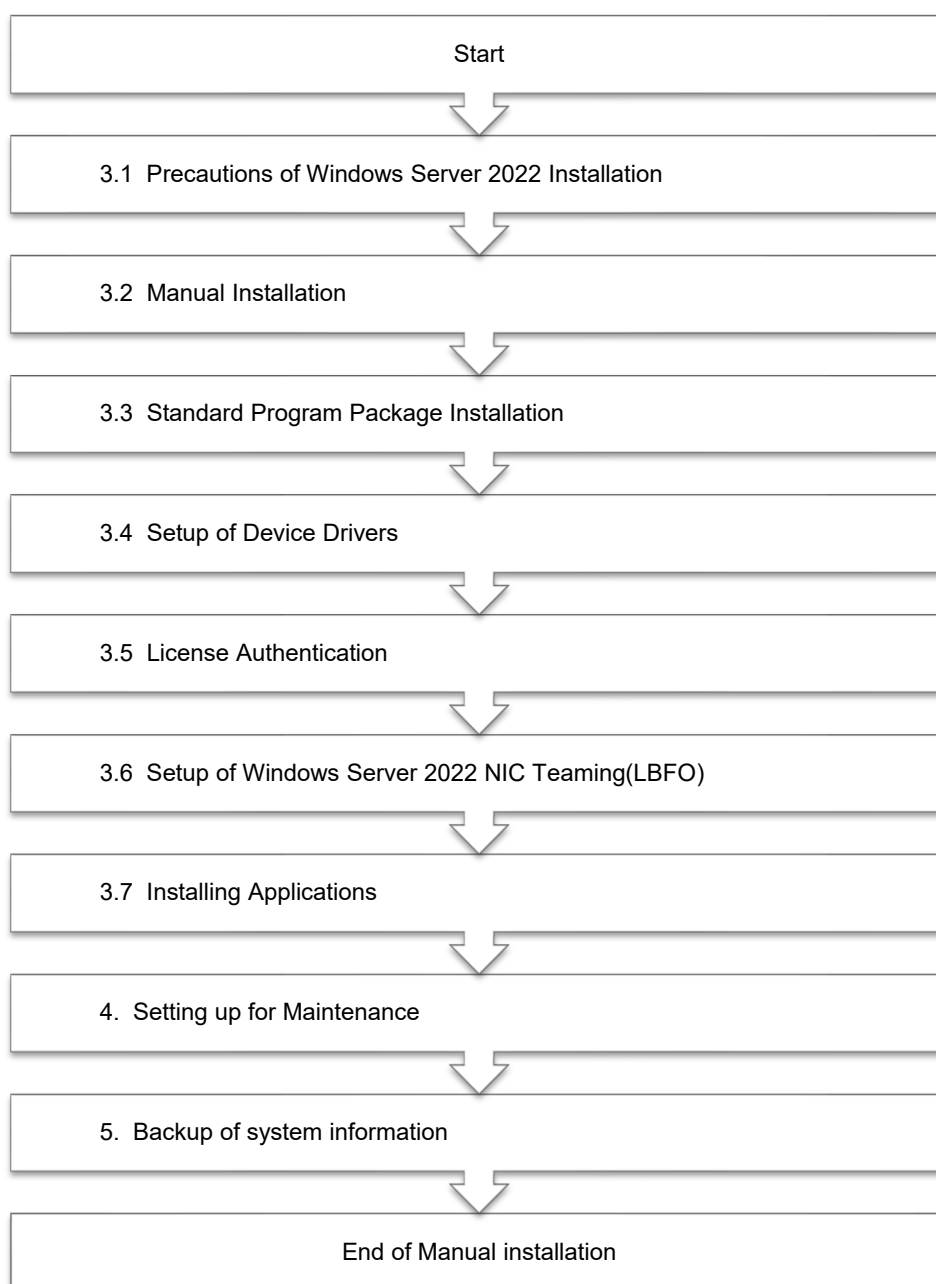 Start
3.1 Precautions of Windows Server 2022 Installation
3.2 Manual Installation
3.3 Standard Program Package Installation
3.4 Setup of Device Drivers
3.5 License Authentication
3.6 Setup of Windows Server 2022 NIC Teaming(LBFO)
3.7 Installing Applications
4. Setting up for Maintenance
5. Backup of system information
End of Manual installation